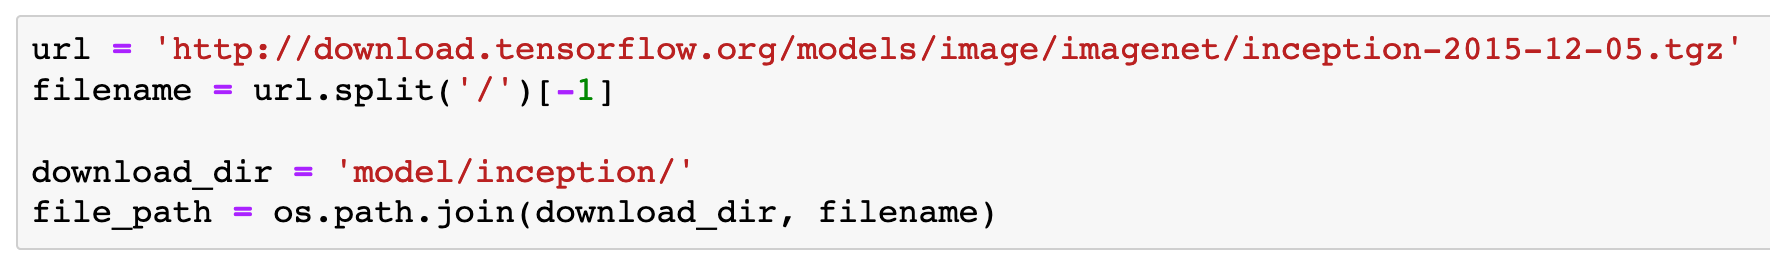 url = 'http://download.tensorflow.org/models/image/imagenet/inception-2015-12-05.tgz'
filename = url.split('/')[-1]
download_dir = 'model/inception/'
file_path = os.path.join(download_dir, filename)